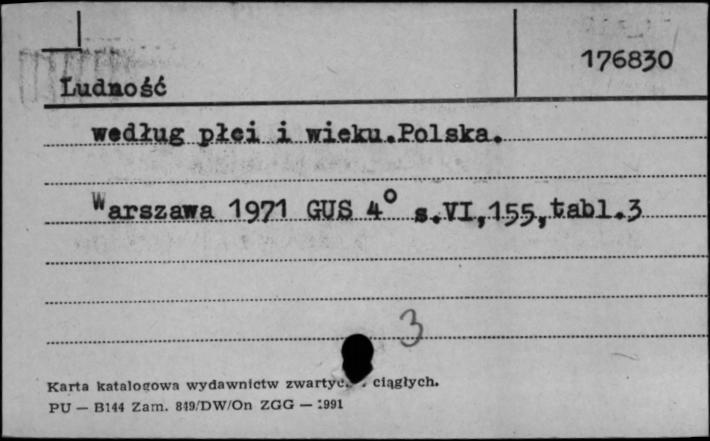 176830
Ludność
według płci i wieku.Polska.
Warszawa 1971 GUS 4° s.VI,155,tabl.3
3
Karta katalogowa wydawnictw ciągłych.
PU — B144 Zam. 849/DW/On ZGG — 1991